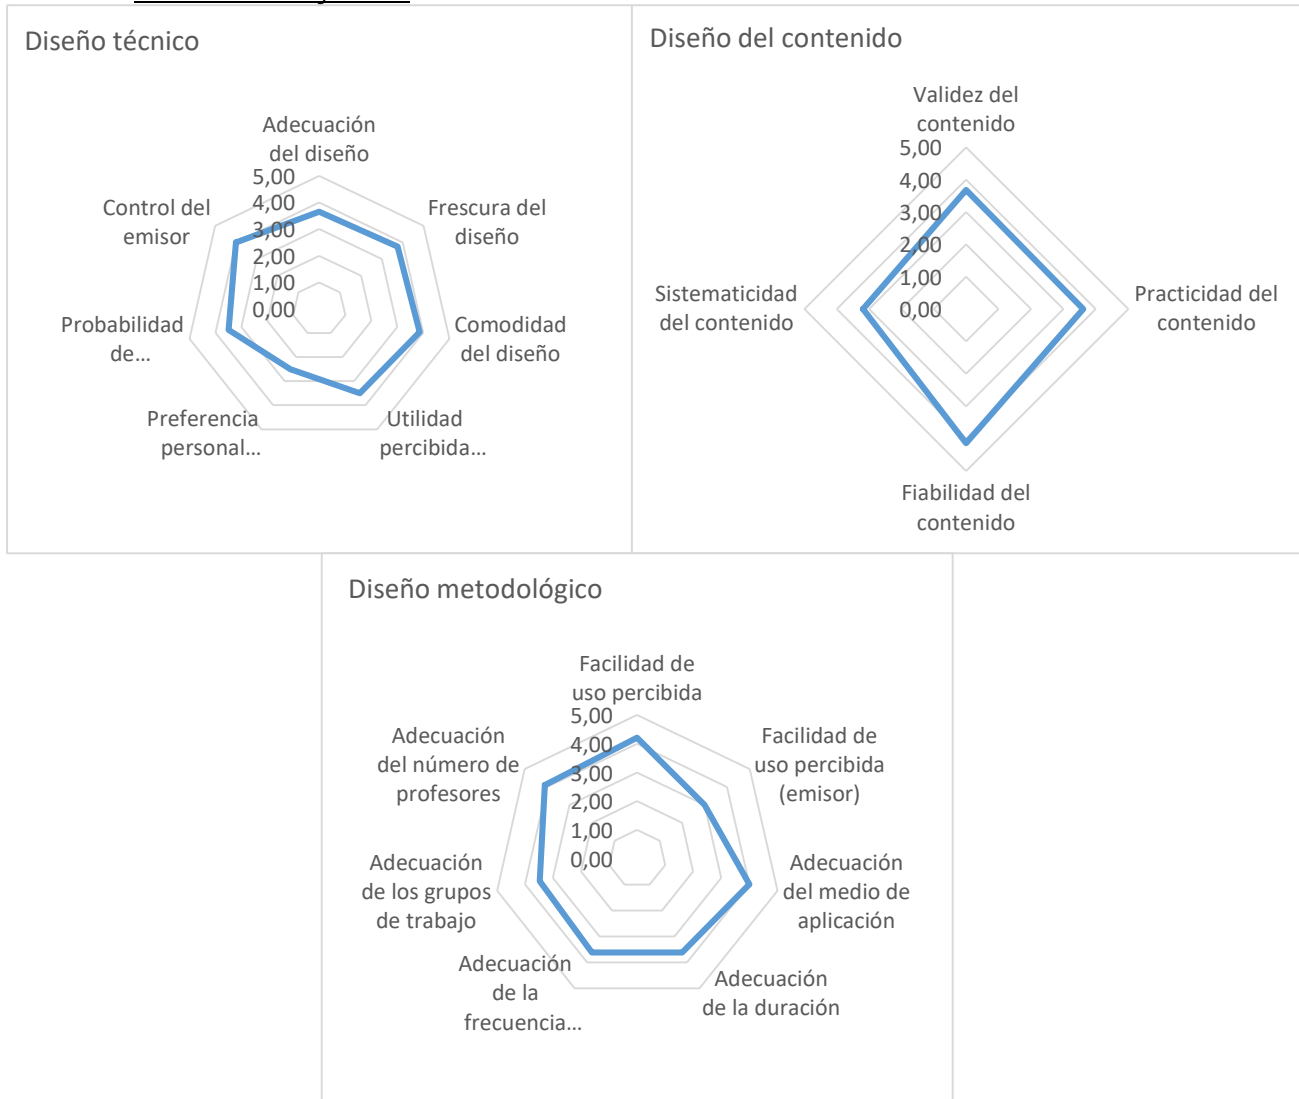 Diseño técnico
Adecuación
del diseño
5,00
4,00
3,00
2,00
1,00
0,00
Frescura del
diseño
Comodidad
del diseño
Utilidad
percibida...
Preferencia
personal...
Probabilidad
de...
Control del
emisor
Diseño del contenido
Validez del
contenido
5,00
4,00
3,00
2,00
1,00
0,00
Practicidad del
contenido
Fiabilidad del
contenido
Sistematicidad
del contenido
Diseño metodológico
Facilidad de
uso percibida
5,00
4,00
3,00
2,00
1,00
0,00
Facilidad de
uso percibida
(emisor)
Adecuación
del medio de
aplicación
Adecuación
de la duración
Adecuación
de la
frecuencia...
Adecuación
de los grupos
de trabajo
Adecuación
del número de
profesores